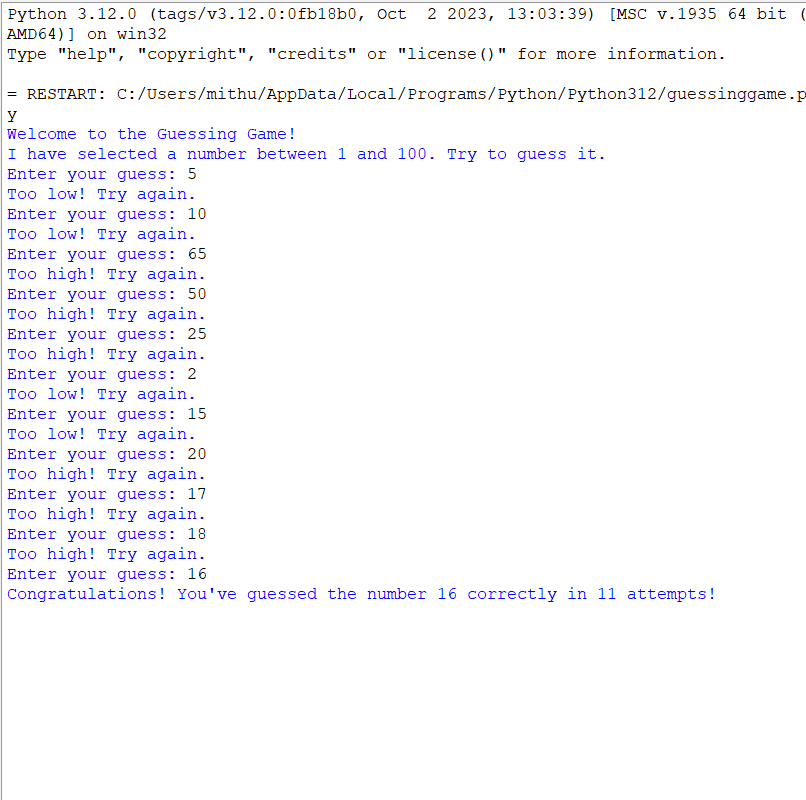 Python 3.12.0 (tags/v3.12.0:0fb18b0, Oct  2 2023, 13:03:39) [MSC v.1935 64 bit (
AMD64)] on win32
Type "help", "copyright", "credits" or "license()" for more information.
= RESTART: C:/Users/mithu/AppData/Local/Programs/Python/Python312/guessinggame.p
y
Welcome to the Guessing Game!
I have selected a number between 1 and 100. Try to guess it.
Enter your guess: 5
Too low! Try again.
Enter your guess: 10
Too low! Try again.
Enter your guess: 65
Too high! Try again.
Enter your guess: 50
Too high! Try again.
Enter your guess: 25
Too high! Try again.
Enter your guess: 2
Too low! Try again.
Enter your guess: 15
Too low! Try again.
Enter your guess: 20
Too high! Try again.
Enter your guess: 17
Too high! Try again.
Enter your guess: 18
Too high! Try again.
Enter your guess: 16
Congratulations! You've guessed the number 16 correctly in 11 attempts!